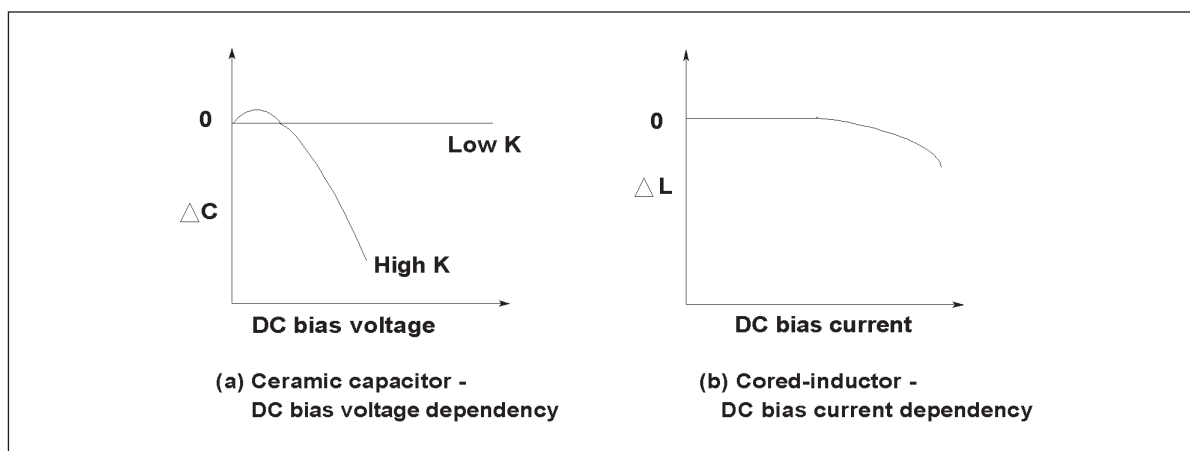 0
Low K
△C
High K
DC bias voltage
(a) Ceramic capacitor -
DC bias voltage dependency
0
△L
DC bias current
(b) Cored-inductor -
DC bias current dependency